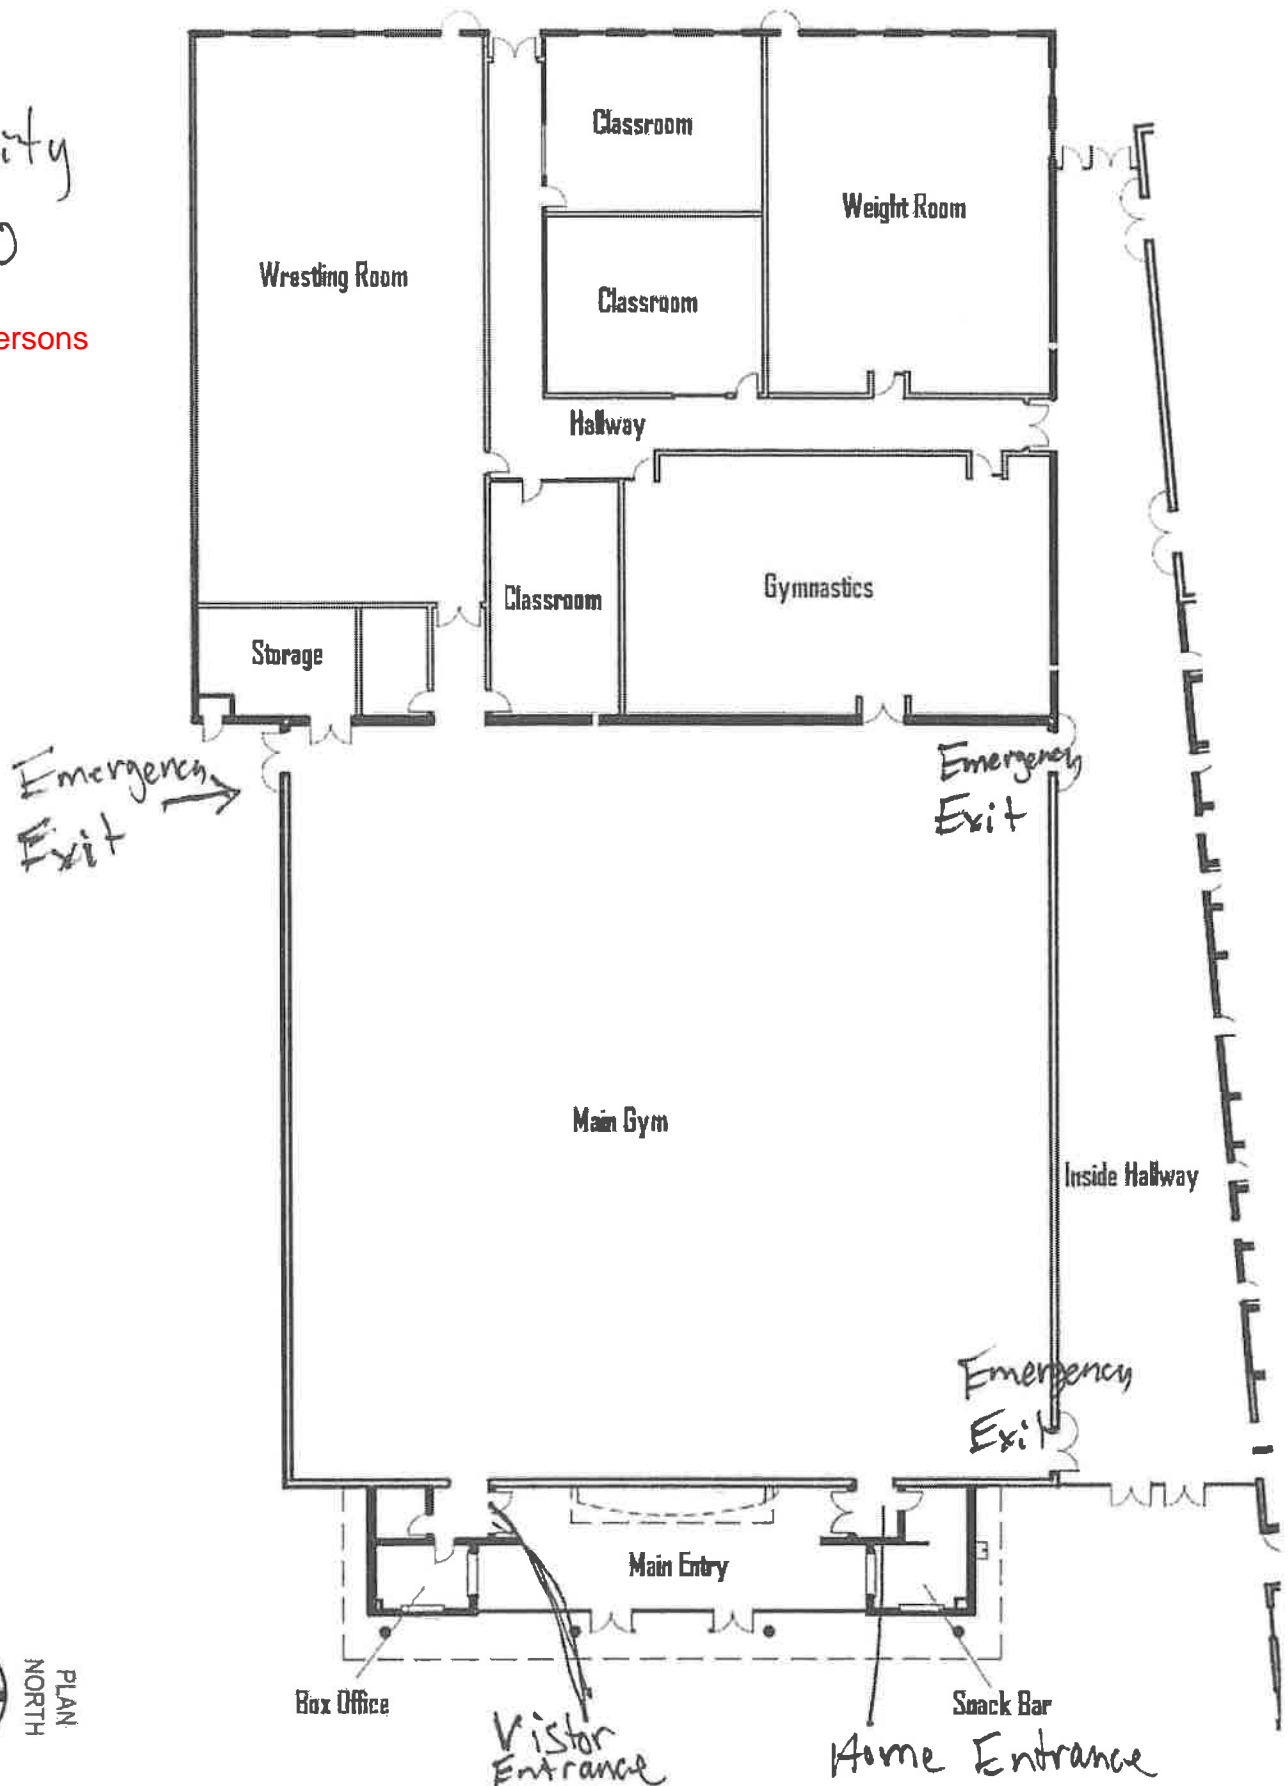 Classroom
Weight Room
Wrestling Room
Classroom
ersons
Hallway
Classroom
Gymnastics
Storage
Emergency
Exit
Emergency
Exit
Main Gym
Inside Hallway
Emergency
Exit
Main Entry
Box Office
Snack Bar
Vistor
Entrance
Home Entrance
PLAN
NORTH